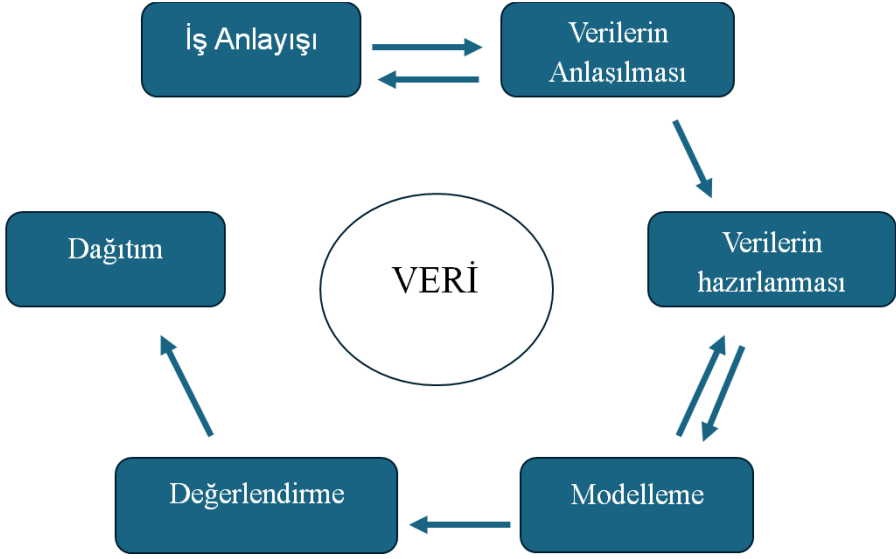 İş Anlayışı
Verilerin
Anlaşılması
Dağıtım
VERİ
Verilerin
hazırlanması
Değerlendirme
Modelleme